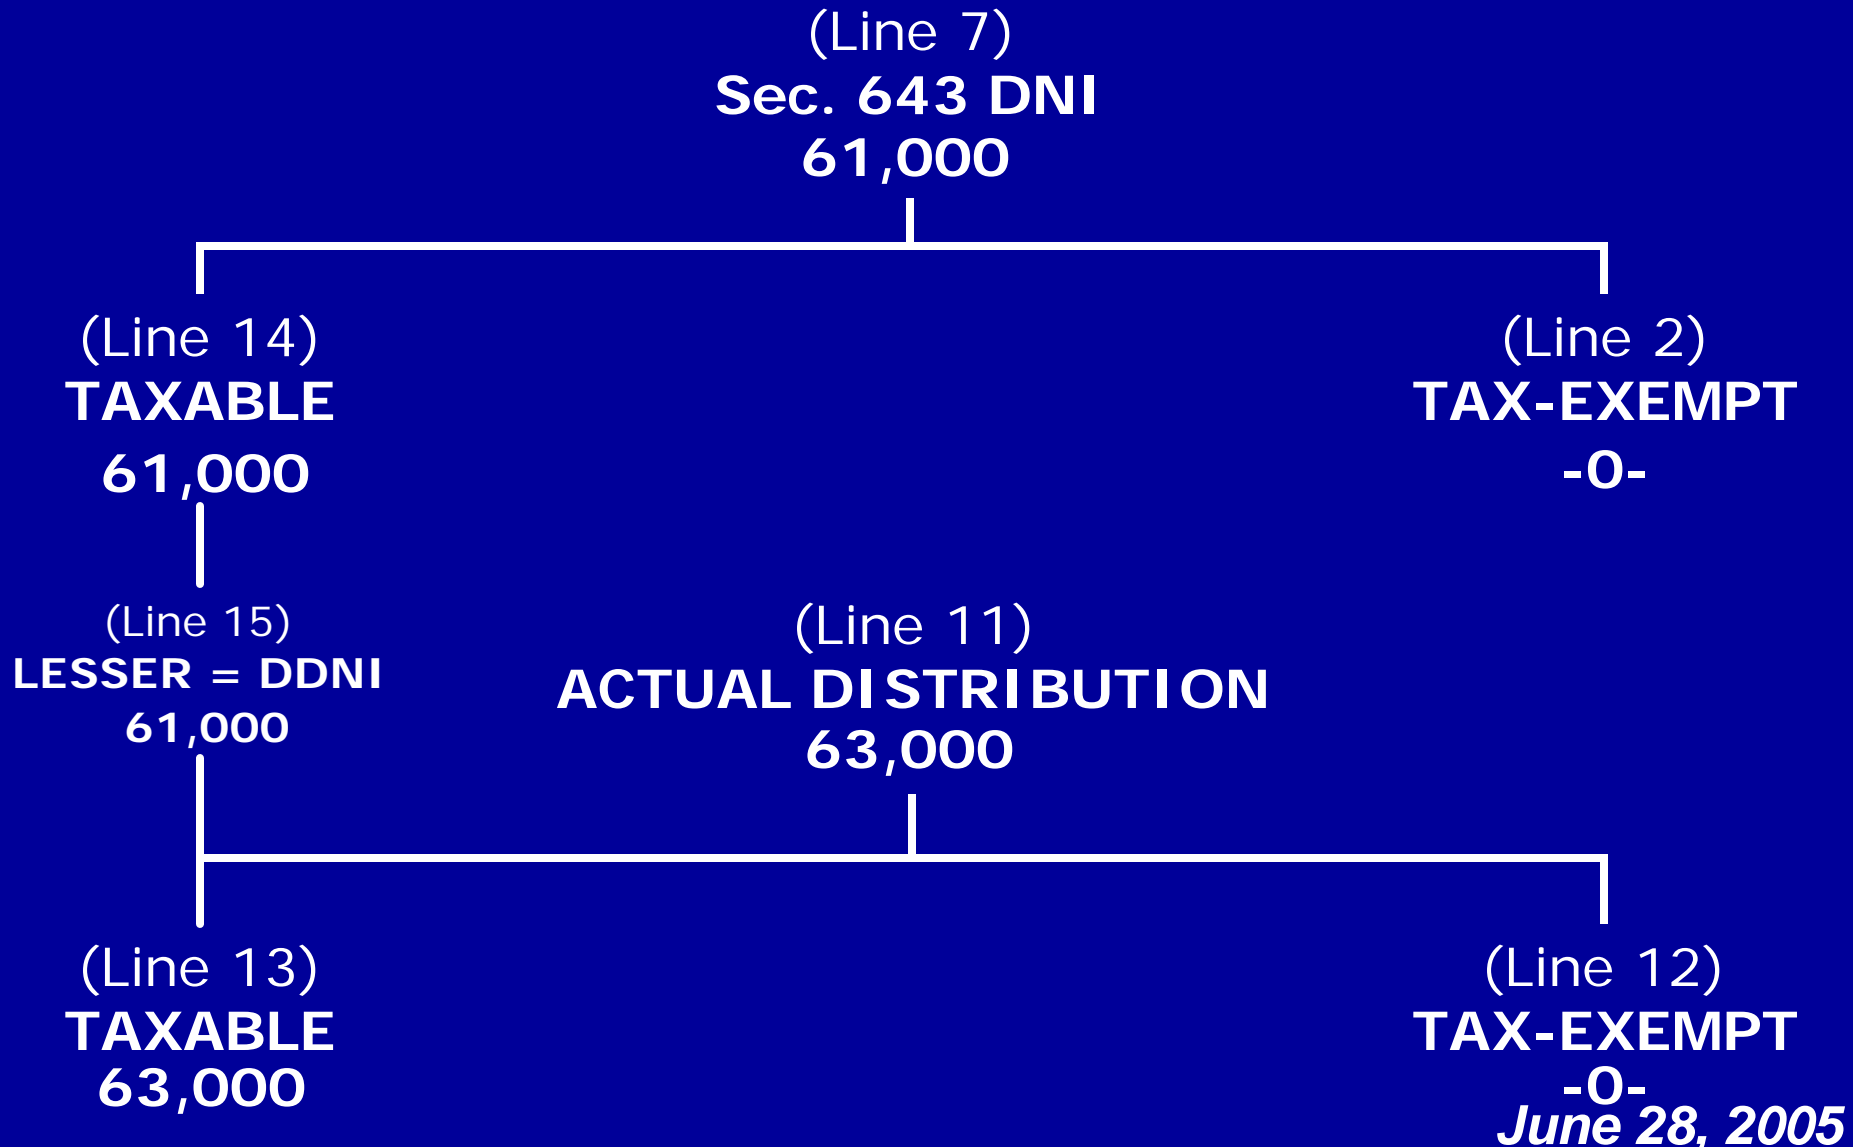 (Line 7)
Sec. 643 DNI
61,000
(Line 14)
TAXABLE
61,000
(Line 2)
TAX-EXEMPT
-0-
(Line 15)
LESSER = DDNI
61,000
(Line 11)
ACTUAL DISTRIBUTION
63,000
(Line 13)
TAXABLE
63,000
(Line 12)
TAX-EXEMPT
-0-
June 28, 2005